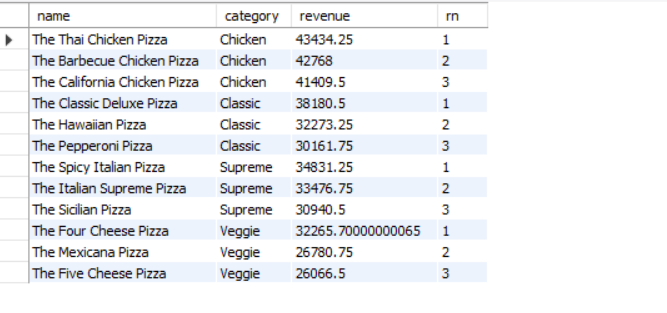 name category revenue rn
The Thai Chicken Pizza Chicken 43434.25 1
The Barbecue Chicken Pizza Chicken 42768 2
The California Chicken Pizza Chicken 41409.5 3
The Classic Deluxe Pizza Classic 38180.5 1
The Hawaiian Pizza Classic 32273.25 2
The Pepperoni Pizza Classic 30161.75 3
The Spicy Italian Pizza Supreme 34831.25 1
The Italian Supreme Pizza Supreme 33476.75 2
The Sicilian Pizza Supreme 30940.5 3
The Four Cheese Pizza Veggie 32265.70000000065 1
The Mexicana Pizza Veggie 26780.75 2
The Five Cheese Pizza Veggie 26066.5 3